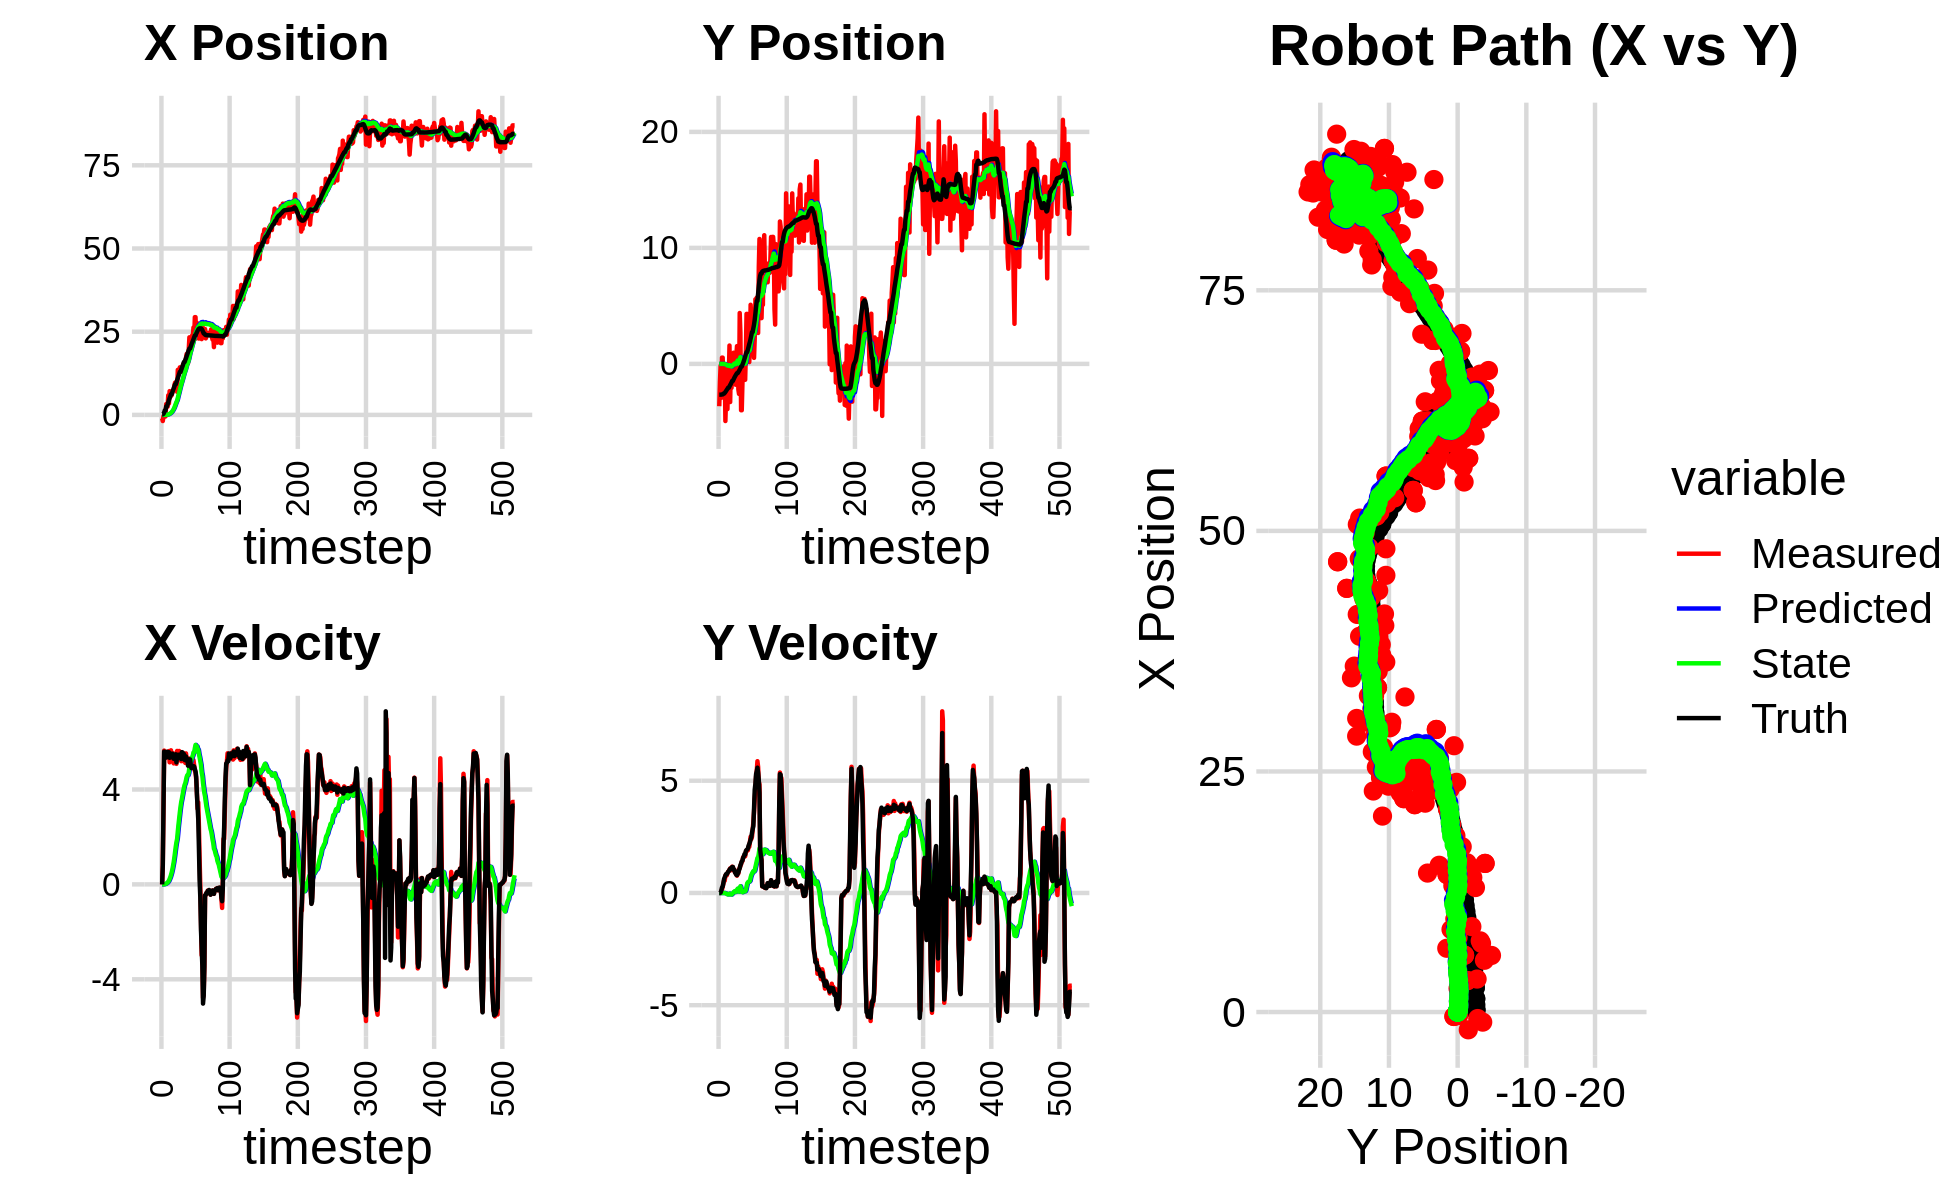 X Position
75
50
25
0
0
100
200
300
400
500
timestep
Y Position
20
10
0
0
100
200
300
400
500
timestep
X Velocity
4
0
-4
0
100
200
300
400
500
timestep
Y Velocity
5
0
-5
0
100
200
300
400
500
timestep
Robot Path (X vs Y)
X Position
75
50
25
0
20 10 0 -10 -20
Y Position
variable
Measured
Predicted
State
Truth